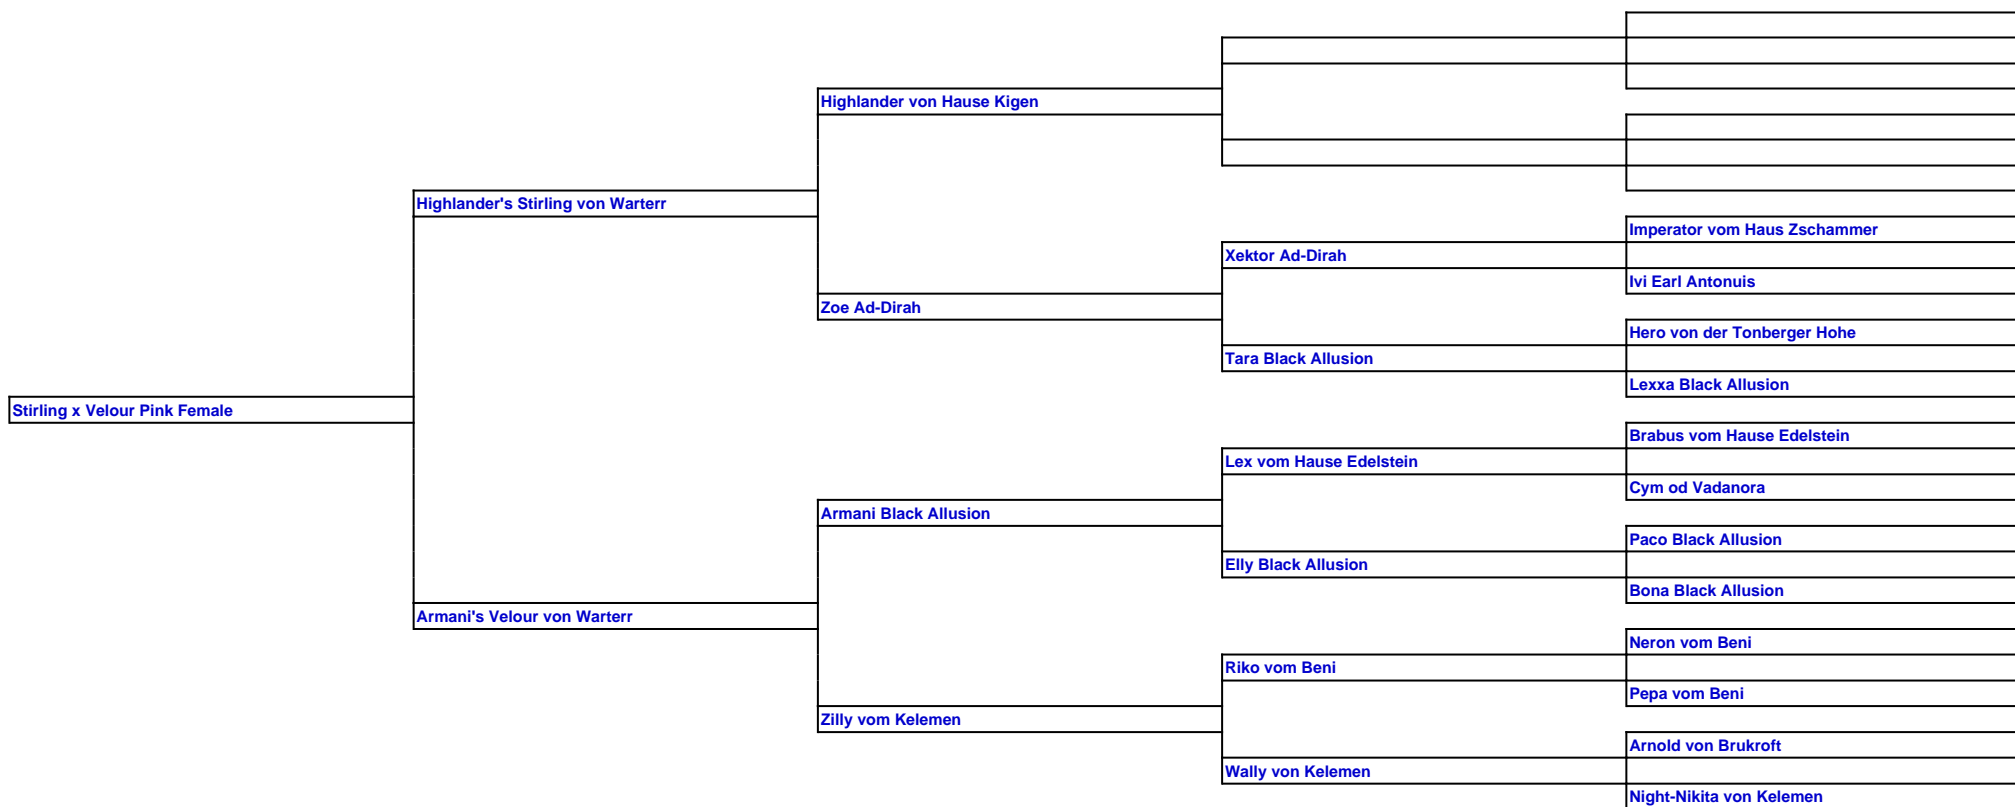 Highlander von Hause Kigen
Highlander's Stirling von Warterr
Imperator vom Haus Zschammer
Xektor Ad-Dirah
Ivi Earl Antonuis
Zoe Ad-Dirah
Hero von der Tonberger Hohe
Tara Black Allusion
Lexxa Black Allusion
Stirling x Velour Pink Female
Brabus vom Hause Edelstein
Lex vom Hause Edelstein
Cym od Vadanora
Armani Black Allusion
Paco Black Allusion
Elly Black Allusion
Bona Black Allusion
Armani's Velour von Warterr
Neron vom Beni
Riko vom Beni
Pepa vom Beni
Zilly vom Kelemen
Arnold von Brukroft
Wally von Kelemen
Night-Nikita von Kelemen